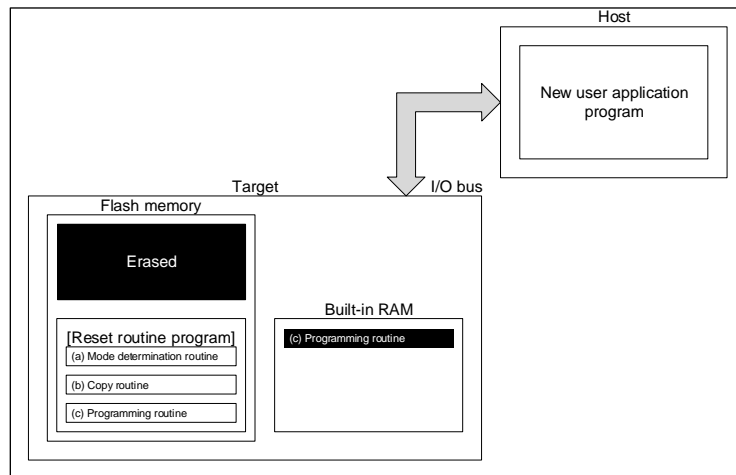 Host
New user application
program
Target
I/O bus
Flash memory
Erased
Built-in RAM
(c) Programming routine
[Reset routine program]
(a) Mode determination routine
(b) Copy routine
(c) Programming routine